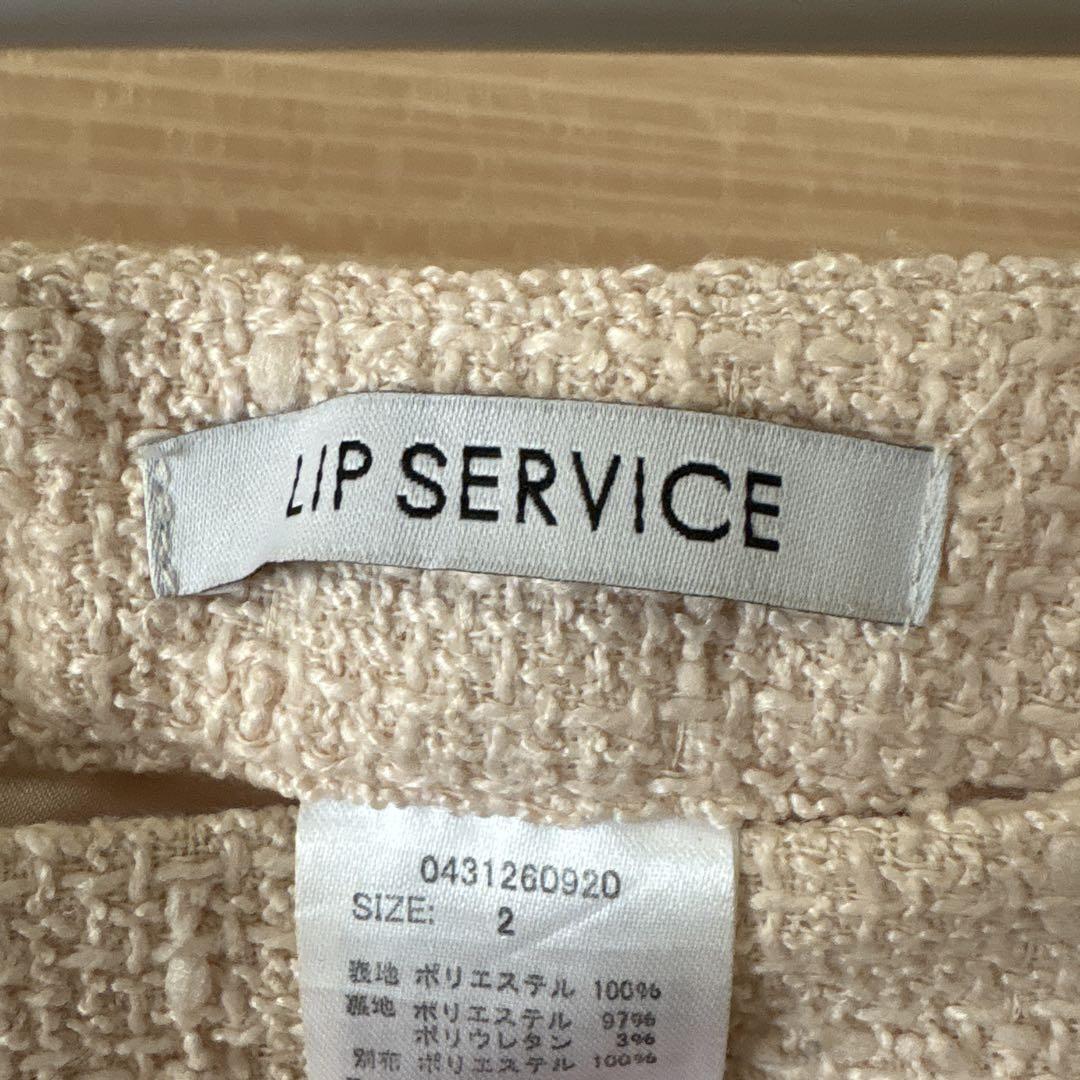 LIP SERVICE
0431260920
SIZE: 2
表地 ポリエステル 100%
裏地 ポリエステル 97%
ポリウレタン 3%
別布 ポリエステル 100%